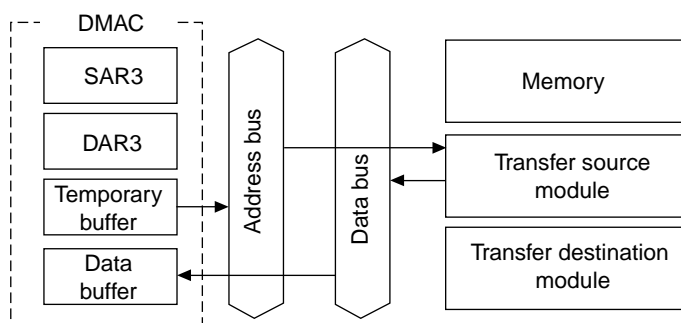 DMAC
SAR3
DAR3
Temporary
buffer
Data
buffer
Address bus
Data bus
Memory
Transfer source
module
Transfer destination
module